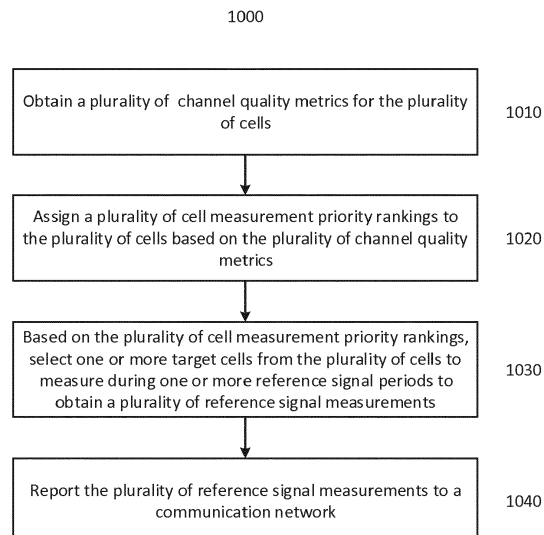 1000
Obtain a plurality of channel quality metrics for the plurality
of cells
1010
Assign a plurality of cell measurement priority rankings to
the plurality of cells based on the plurality of channel quality
metrics
1020
Based on the plurality of cell measurement priority rankings,
select one or more target cells from the plurality of cells to
measure during one or more reference signal periods to
obtain a plurality of reference signal measurements
1030
Report the plurality of reference signal measurements to a
communication network
1040